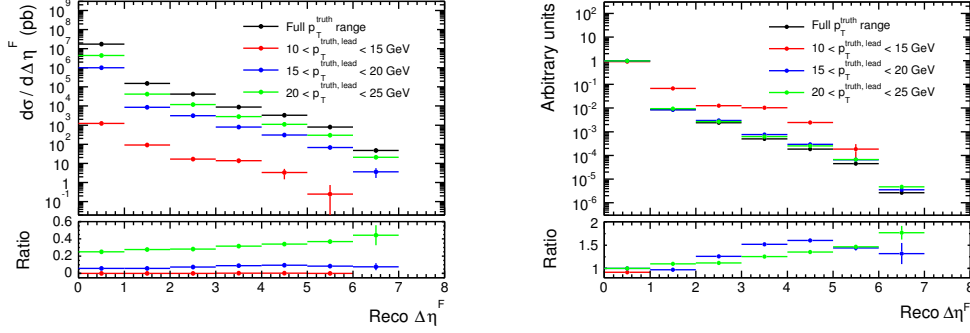 dσ / d Δη^F (pb)
10^9
10^8
10^7
10^6
10^5
10^4
10^3
10^2
10
1
10^-1
Full p_T^truth range
10 < p_T^truth, lead < 15 GeV
15 < p_T^truth, lead < 20 GeV
20 < p_T^truth, lead < 25 GeV
Ratio
0.6
0.4
0.2
0
0 1 2 3 4 5 6 7 8
Reco Δη^F
Arbitrary units
10^2
10
1
10^-1
10^-2
10^-3
10^-4
10^-5
10^-6
Full p_T^truth range
10 < p_T^truth, lead < 15 GeV
15 < p_T^truth, lead < 20 GeV
20 < p_T^truth, lead < 25 GeV
Ratio
2
1.5
1
0 1 2 3 4 5 6 7 8
Reco Δη^F